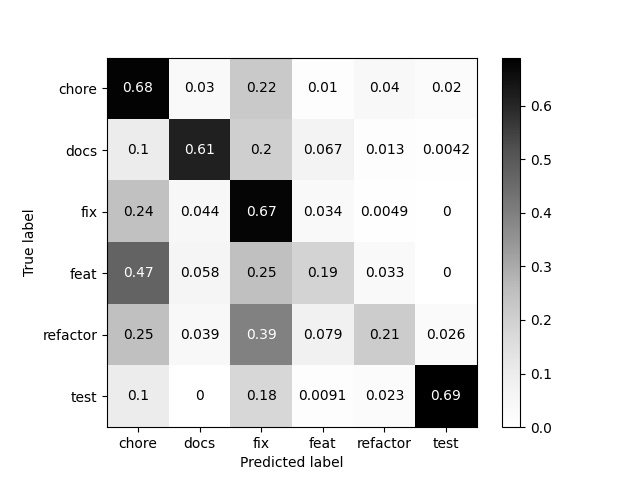 chore 0.68 0.03 0.22 0.01 0.04 0.02
docs 0.1 0.61 0.2 0.067 0.013 0.0042
fix 0.24 0.044 0.67 0.034 0.0049 0
feat 0.47 0.058 0.25 0.19 0.033 0
refactor 0.25 0.039 0.39 0.079 0.21 0.026
test 0.1 0 0.18 0.0091 0.023 0.69
chore docs fix feat refactor test
Predicted label
True label
0.6
0.5
0.4
0.3
0.2
0.1
0.0